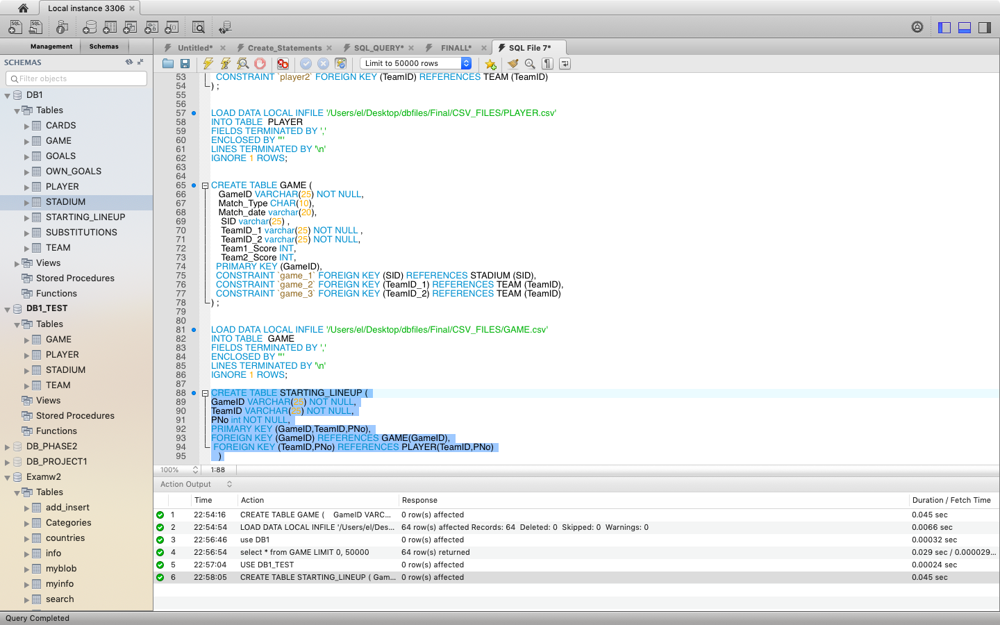 Local instance 3306
Management
Schemas
Untitled*
Create_Statements
SQL_QUERY*
FINALL*
SQL File 7*
SCHEMAS
Filter objects
Limit to 50000 rows
DB1
Tables
CARDS
GAME
GOALS
OWN_GOALS
PLAYER
STADIUM
STARTING_LINEUP
SUBSTITUTIONS
TEAM
Views
Stored Procedures
Functions
DB1_TEST
Tables
GAME
PLAYER
STADIUM
TEAM
Views
Stored Procedures
Functions
DB_PHASE2
DB_PROJECT1
Examw2
Tables
add_insert
Categories
countries
info
myblob
myinfo
search
53 CONSTRAINT `player2` FOREIGN KEY (TeamID) REFERENCES TEAM (TeamID)
54 ) ;
55
56
57 LOAD DATA LOCAL INFILE '/Users/el/Desktop/dbfiles/Final/CSV_FILES/PLAYER.csv'
58 INTO TABLE  PLAYER
59 FIELDS TERMINATED BY ','
60 ENCLOSED BY '"'
61 LINES TERMINATED BY '\n'
62 IGNORE 1 ROWS;
63
64
65 CREATE TABLE GAME (
66 GameID VARCHAR(25) NOT NULL,
67 Match_Type CHAR(10),
68 Match_date varchar(20),
69 SID varchar(25) ,
70 TeamID_1 varchar(25) NOT NULL ,
71 TeamID_2 varchar(25) NOT NULL,
72 Team1_Score INT,
73 Team2_Score INT,
74 PRIMARY KEY (GameID),
75 CONSTRAINT `game_1` FOREIGN KEY (SID) REFERENCES STADIUM (SID),
76 CONSTRAINT `game_2` FOREIGN KEY (TeamID_1) REFERENCES TEAM (TeamID),
77 CONSTRAINT `game_3` FOREIGN KEY (TeamID_2) REFERENCES TEAM (TeamID)
78 ) ;
79
80
81 LOAD DATA LOCAL INFILE '/Users/el/Desktop/dbfiles/Final/CSV_FILES/GAME.csv'
82 INTO TABLE  GAME
83 FIELDS TERMINATED BY ','
84 ENCLOSED BY '"'
85 LINES TERMINATED BY '\n'
86 IGNORE 1 ROWS;
87
88 CREATE TABLE STARTING_LINEUP (
89 GameID VARCHAR(25) NOT NULL,
90 TeamID VARCHAR(25) NOT NULL,
91 PNo int NOT NULL,
92 PRIMARY KEY (GameID,TeamID,PNo),
93 FOREIGN KEY (GameID) REFERENCES GAME(GameID),
94 FOREIGN KEY (TeamID,PNo) REFERENCES PLAYER(TeamID,PNo)
95 )
100% 1:88
Action Output
Time Action Response Duration / Fetch Time
1 22:54:16 CREATE TABLE GAME (    GameID VARC... 0 row(s) affected 0.045 sec
2 22:54:54 LOAD DATA LOCAL INFILE '/Users/el/Des... 64 row(s) affected Records: 64  Deleted: 0  Skipped: 0  Warnings: 0 0.0066 sec
3 22:56:46 use DB1 0 row(s) affected 0.00032 sec
4 22:56:54 select * from GAME LIMIT 0, 50000 64 row(s) returned 0.029 sec / 0.000029...
5 22:57:04 USE DB1_TEST 0 row(s) affected 0.00024 sec
6 22:58:05 CREATE TABLE STARTING_LINEUP ( Gam... 0 row(s) affected 0.045 sec
Query Completed